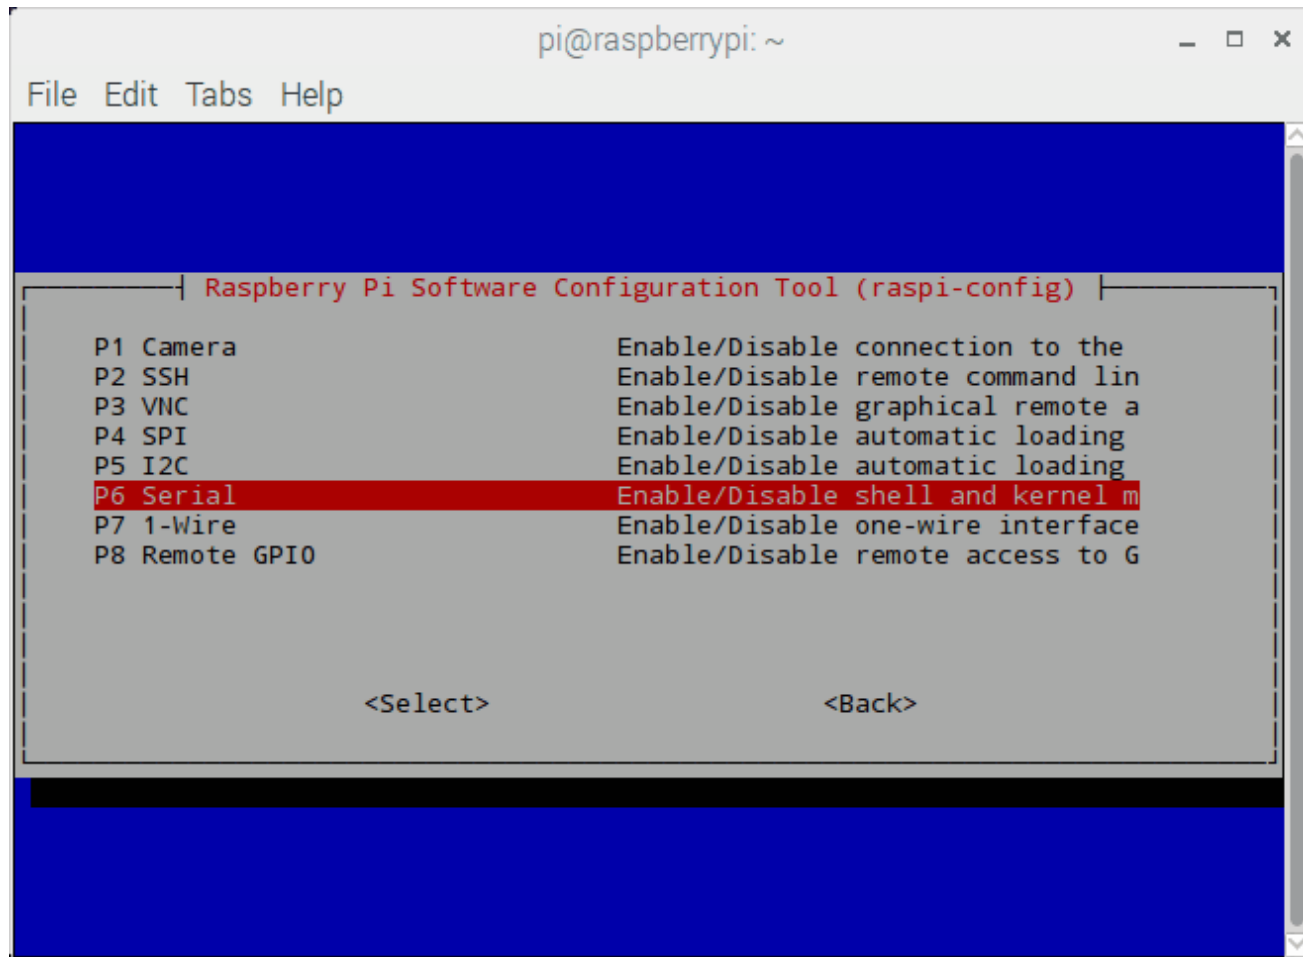 pi@raspberrypi: ~
File Edit Tabs Help
Raspberry Pi Software Configuration Tool (raspi-config)
P1 Camera Enable/Disable connection to the
P2 SSH Enable/Disable remote command lin
P3 VNC Enable/Disable graphical remote a
P4 SPI Enable/Disable automatic loading
P5 I2C Enable/Disable automatic loading
P6 Serial Enable/Disable shell and kernel m
P7 1-Wire Enable/Disable one-wire interface
P8 Remote GPIO Enable/Disable remote access to G
<Select> <Back>